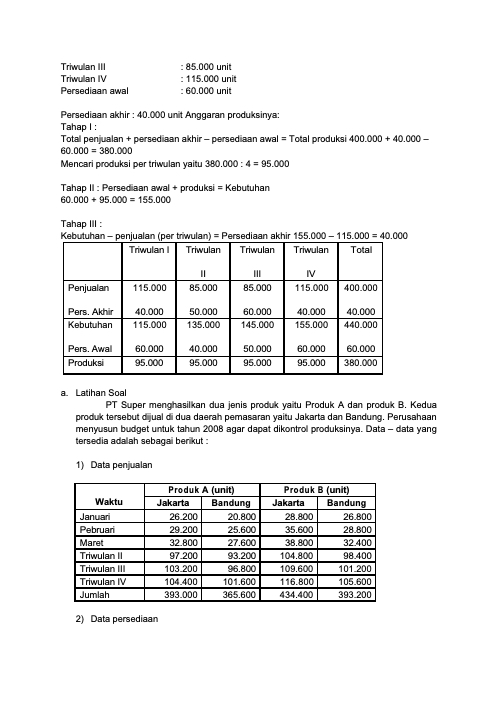 Triwulan III : 85.000 unit
Triwulan IV : 115.000 unit
Persediaan awal : 60.000 unit
Persediaan akhir : 40.000 unit Anggaran produksinya:
Tahap I :
Total penjualan + persediaan akhir – persediaan awal = Total produksi 400.000 + 40.000 –
60.000 = 380.000
Mencari produksi per triwulan yaitu 380.000 : 4 = 95.000
Tahap II : Persediaan awal + produksi = Kebutuhan
60.000 + 95.000 = 155.000
Tahap III :
Kebutuhan – penjualan (per triwulan) = Persediaan akhir 155.000 – 115.000 = 40.000
Triwulan I Triwulan Triwulan Triwulan Total
II III IV
Penjualan 115.000 85.000 85.000 115.000 400.000
Pers. Akhir 40.000 50.000 60.000 40.000 40.000
Kebutuhan 115.000 135.000 145.000 155.000 440.000
Pers. Awal 60.000 40.000 50.000 60.000 60.000
Produksi 95.000 95.000 95.000 95.000 380.000
a. Latihan Soal
PT Super menghasilkan dua jenis produk yaitu Produk A dan produk B. Kedua
produk tersebut dijual di dua daerah pemasaran yaitu Jakarta dan Bandung. Perusahaan
menyusun budget untuk tahun 2008 agar dapat dikontrol produksinya. Data – data yang
tersedia adalah sebagai berikut :
1) Data penjualan
Produk A (unit) Produk B (unit)
Waktu Jakarta Bandung Jakarta Bandung
Januari 26.200 20.800 28.800 26.800
Pebruari 29.200 25.600 35.600 28.800
Maret 32.800 27.600 38.800 32.400
Triwulan II 97.200 93.200 104.800 98.400
Triwulan III 103.200 96.800 109.600 101.200
Triwulan IV 104.400 101.600 116.800 105.600
Jumlah 393.000 365.600 434.400 393.200
2) Data persediaan